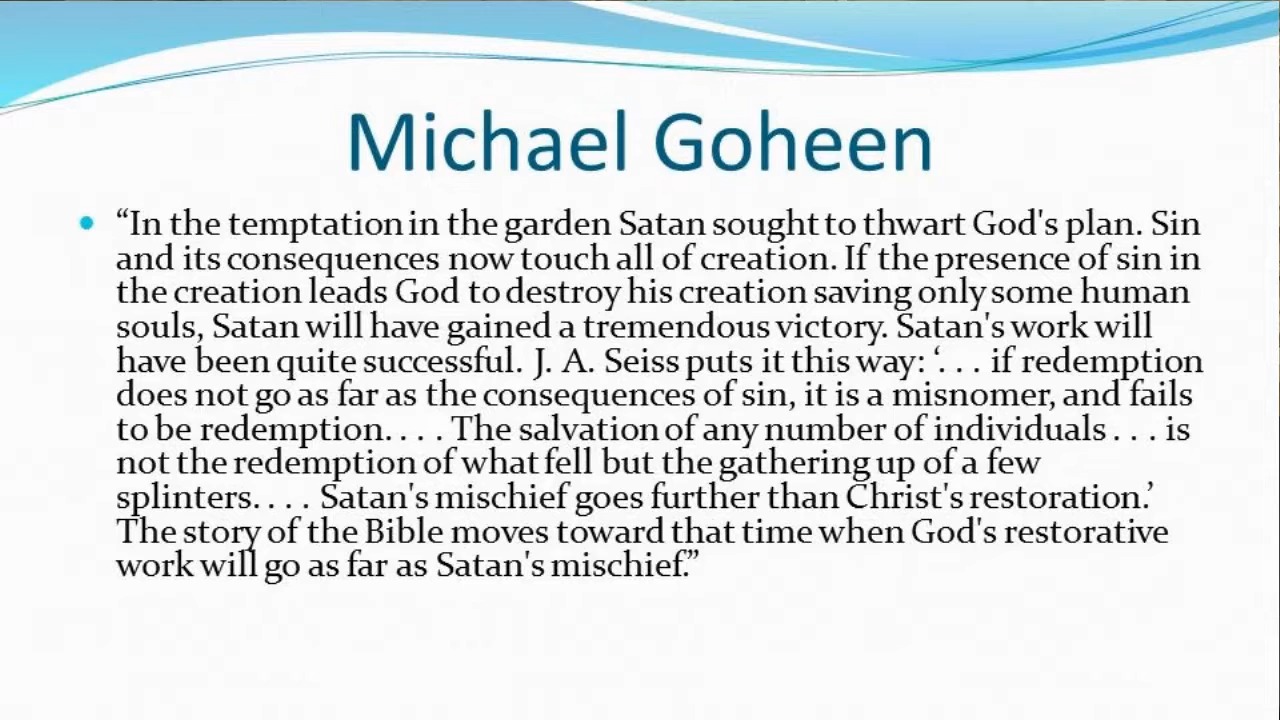 Michael Goheen
• “In the temptation in the garden Satan sought to thwart God's plan. Sin
and its consequences now touch all of creation. If the presence of sin in
the creation leads God to destroy his creation saving only some human
souls, Satan will have gained a tremendous victory. Satan's work will
have been quite successful. J. A. Seiss puts it this way: ‘. . . if redemption
does not go as far as the consequences of sin, it is a misnomer, and fails
to be redemption. . . . The salvation of any number of individuals . . . is
not the redemption of what fell but the gathering up of a few
splinters. . . . Satan's mischief goes further than Christ's restoration.’
The story of the Bible moves toward that time when God's restorative
work will go as far as Satan's mischief.”